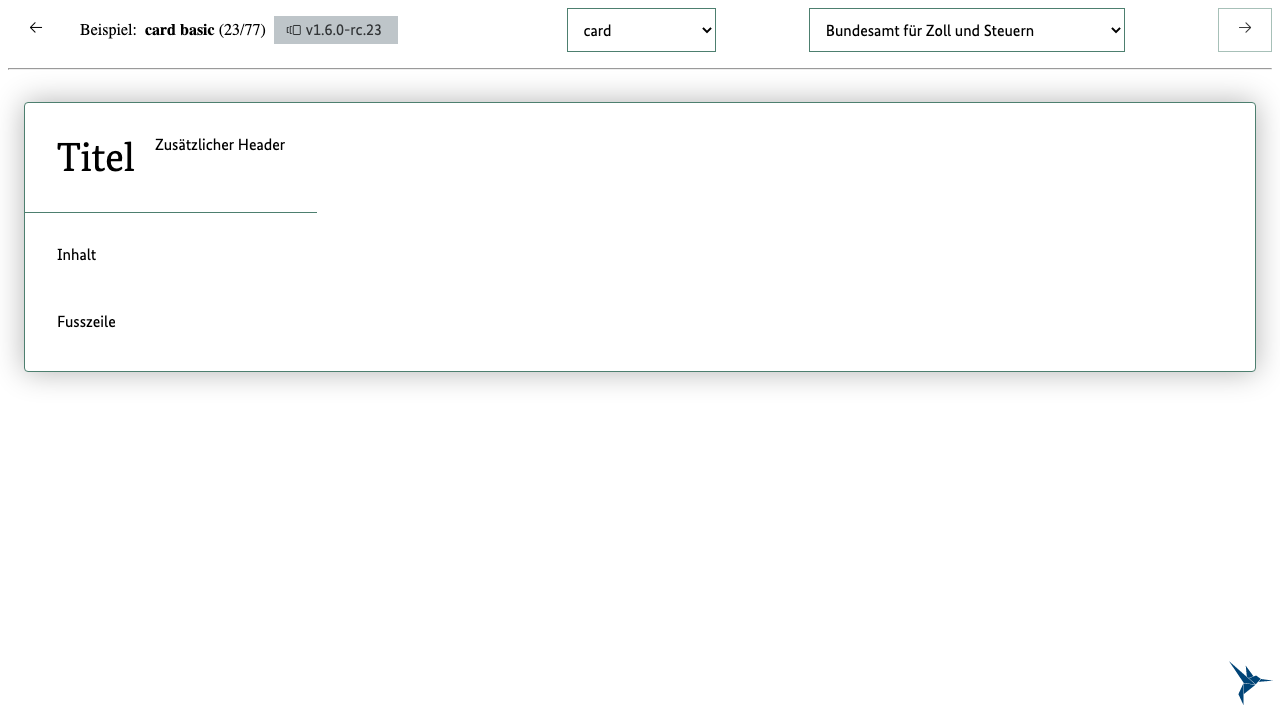 Beispiel: card basic (23/77) v1.6.0-rc.23 card Bundesamt für Zoll und Steuern
Titel Zusätzlicher Header
Inhalt
Fusszeile